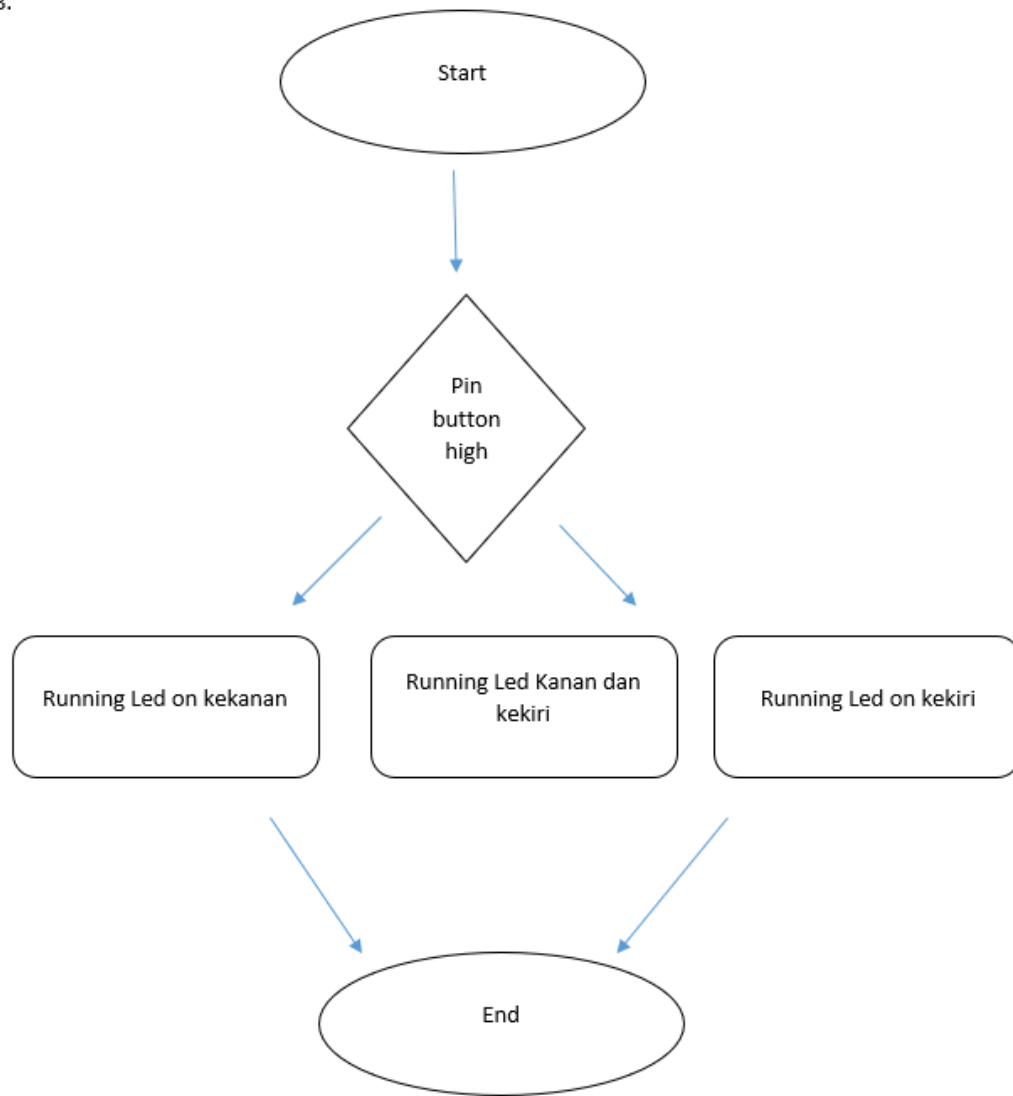 Start
Pin
button
high
Running Led on kekanan
Running Led Kanan dan
kekiri
Running Led on kekiri
End